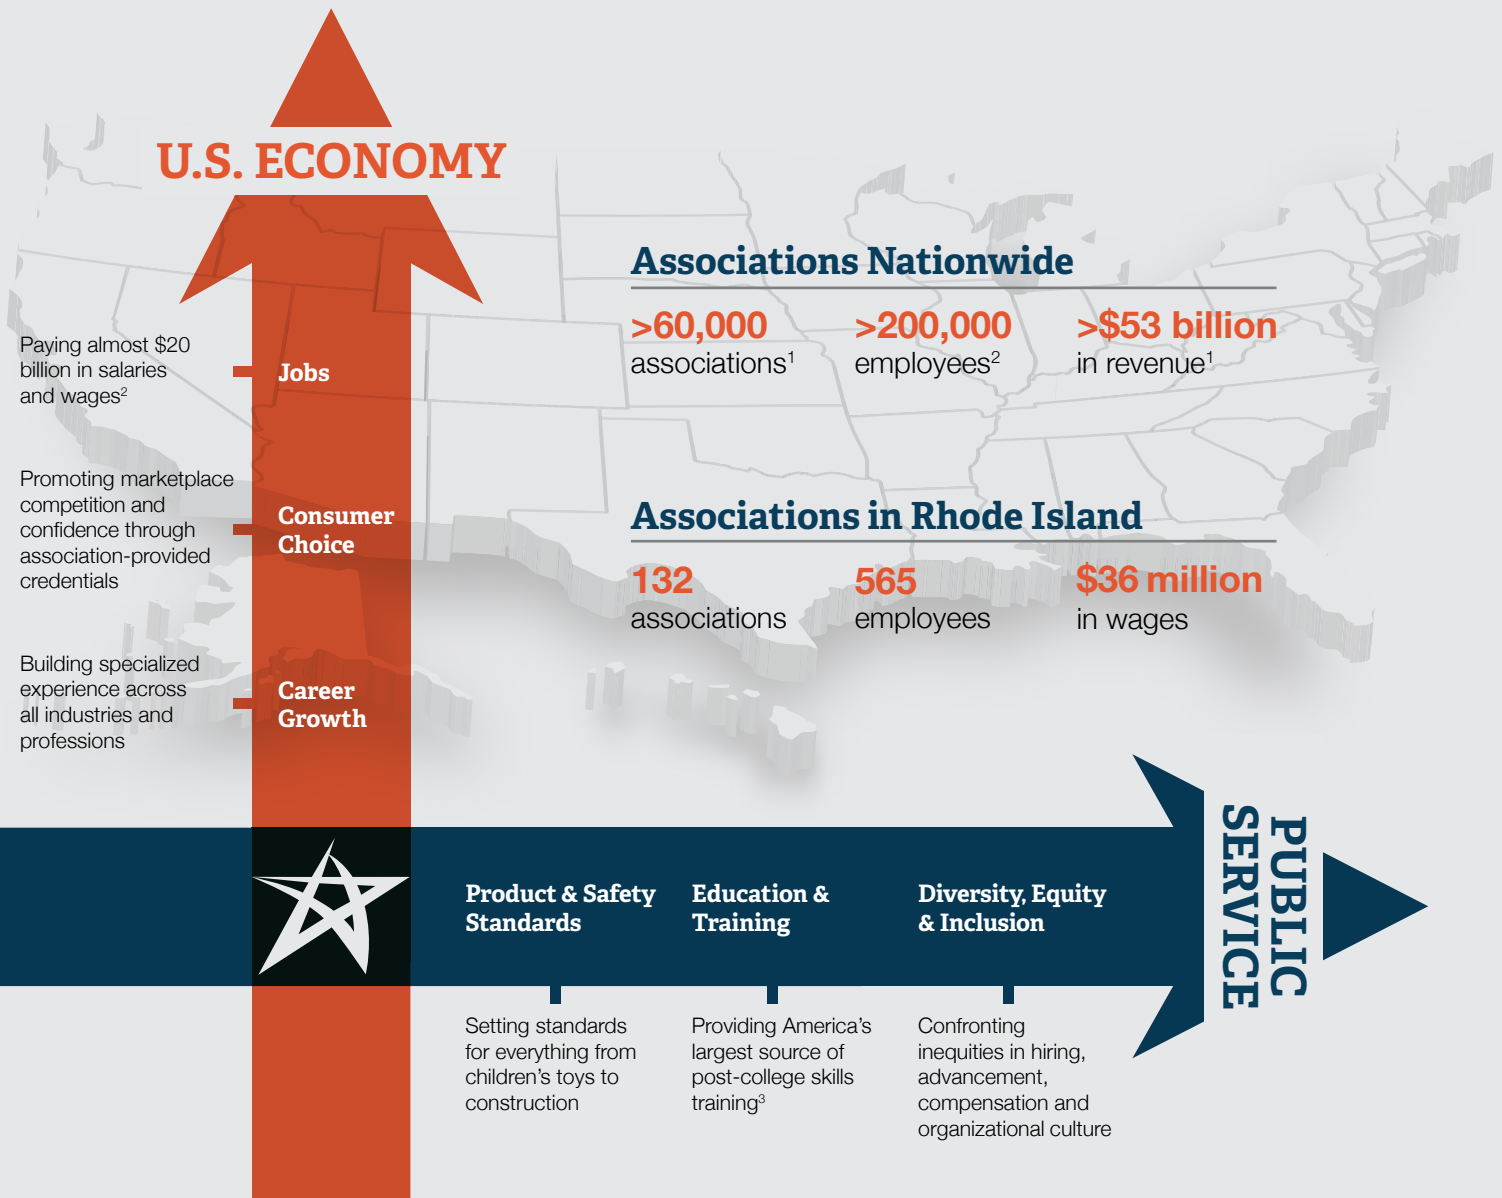 U.S. ECONOMY
Paying almost $20
billion in salaries
and wages²
Jobs
Promoting marketplace
competition and
confidence through
association-provided
credentials
Consumer
Choice
Building specialized
experience across
all industries and
professions
Career
Growth
Associations Nationwide
>60,000
associations¹
>200,000
employees²
>$53 billion
in revenue¹
Associations in Rhode Island
132
associations
565
employees
$36 million
in wages
PUBLIC
SERVICE
Product & Safety
Standards
Setting standards
for everything from
children’s toys to
construction
Education &
Training
Providing America’s
largest source of
post-college skills
training³
Diversity, Equity
& Inclusion
Confronting
inequities in hiring,
advancement,
compensation and
organizational culture